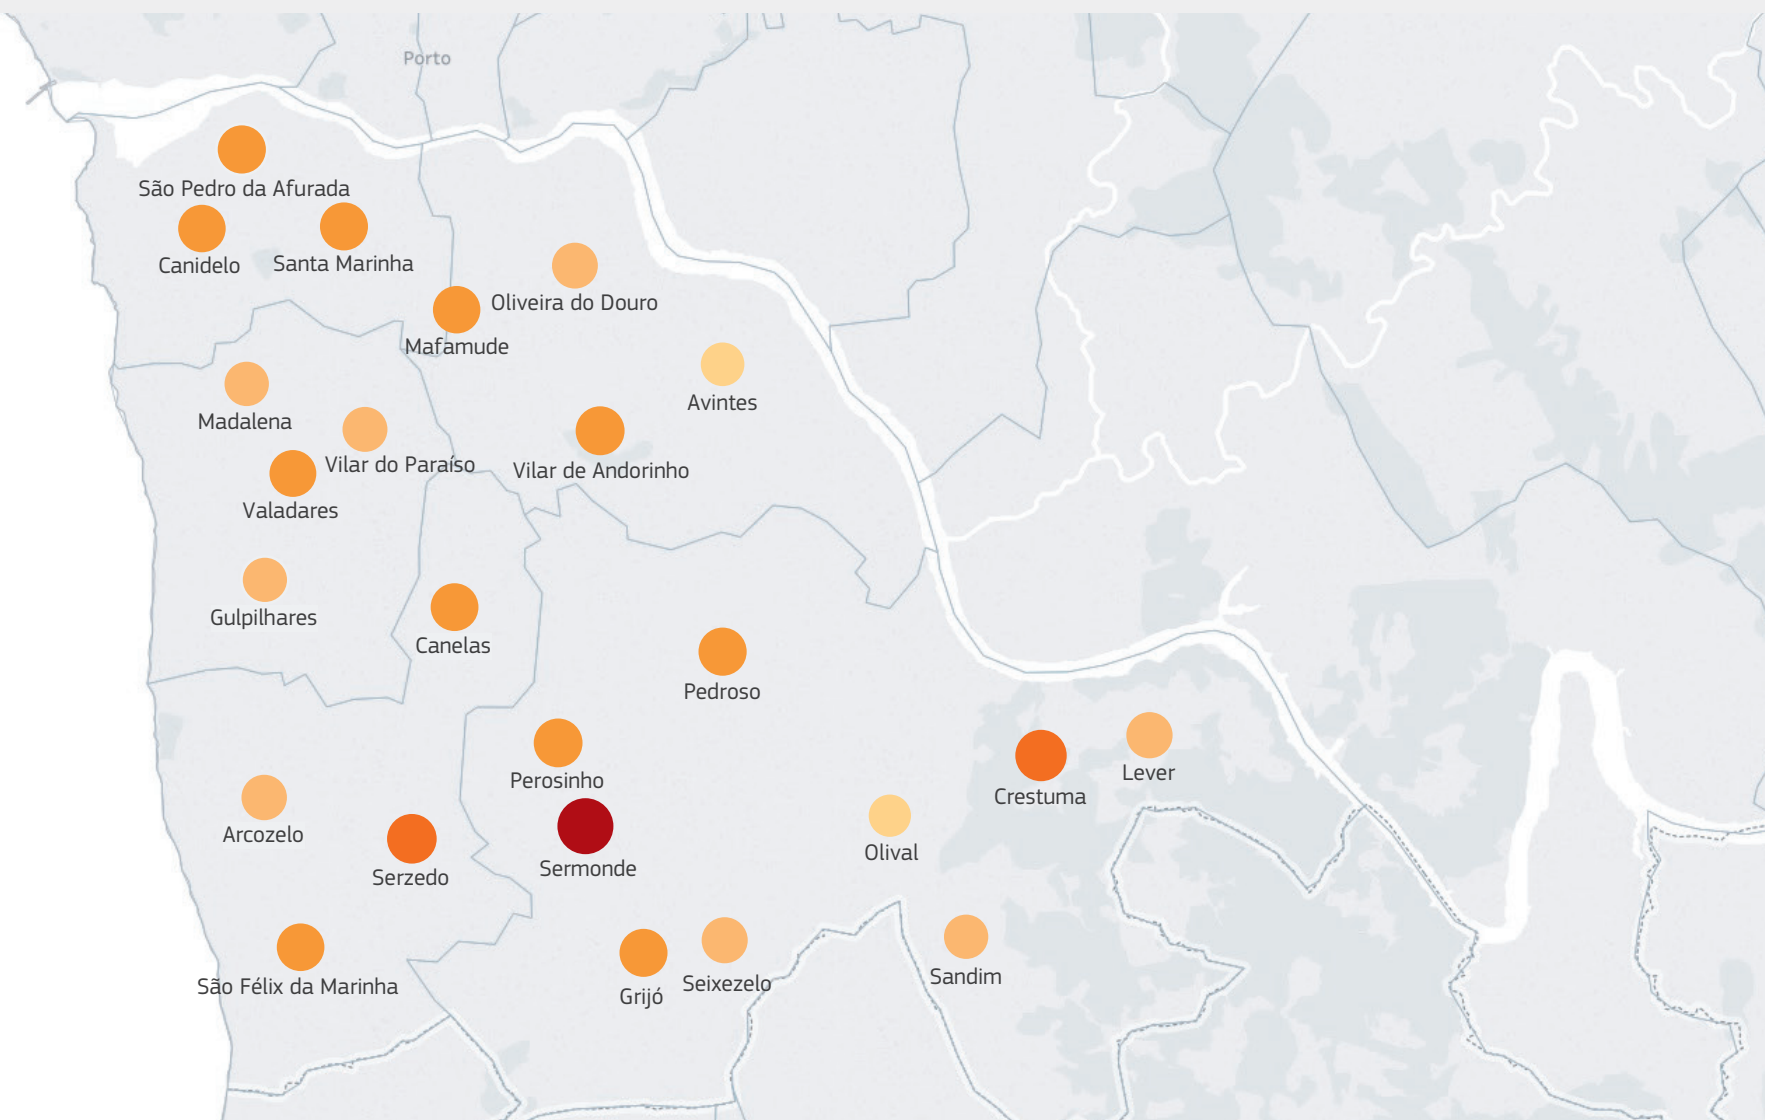 Porto
São Pedro da Afurada
Canidelo
Santa Marinha
Oliveira do Douro
Mafamude
Avintes
Madalena
Vilar do Paraíso
Vilar de Andorinho
Valadares
Gulpilhares
Canelas
Pedroso
Perosinho
Lever
Crestuma
Arcozelo
Olival
Sermonde
Serzedo
Sandim
Seixezelo
São Félix da Marinha
Grijó